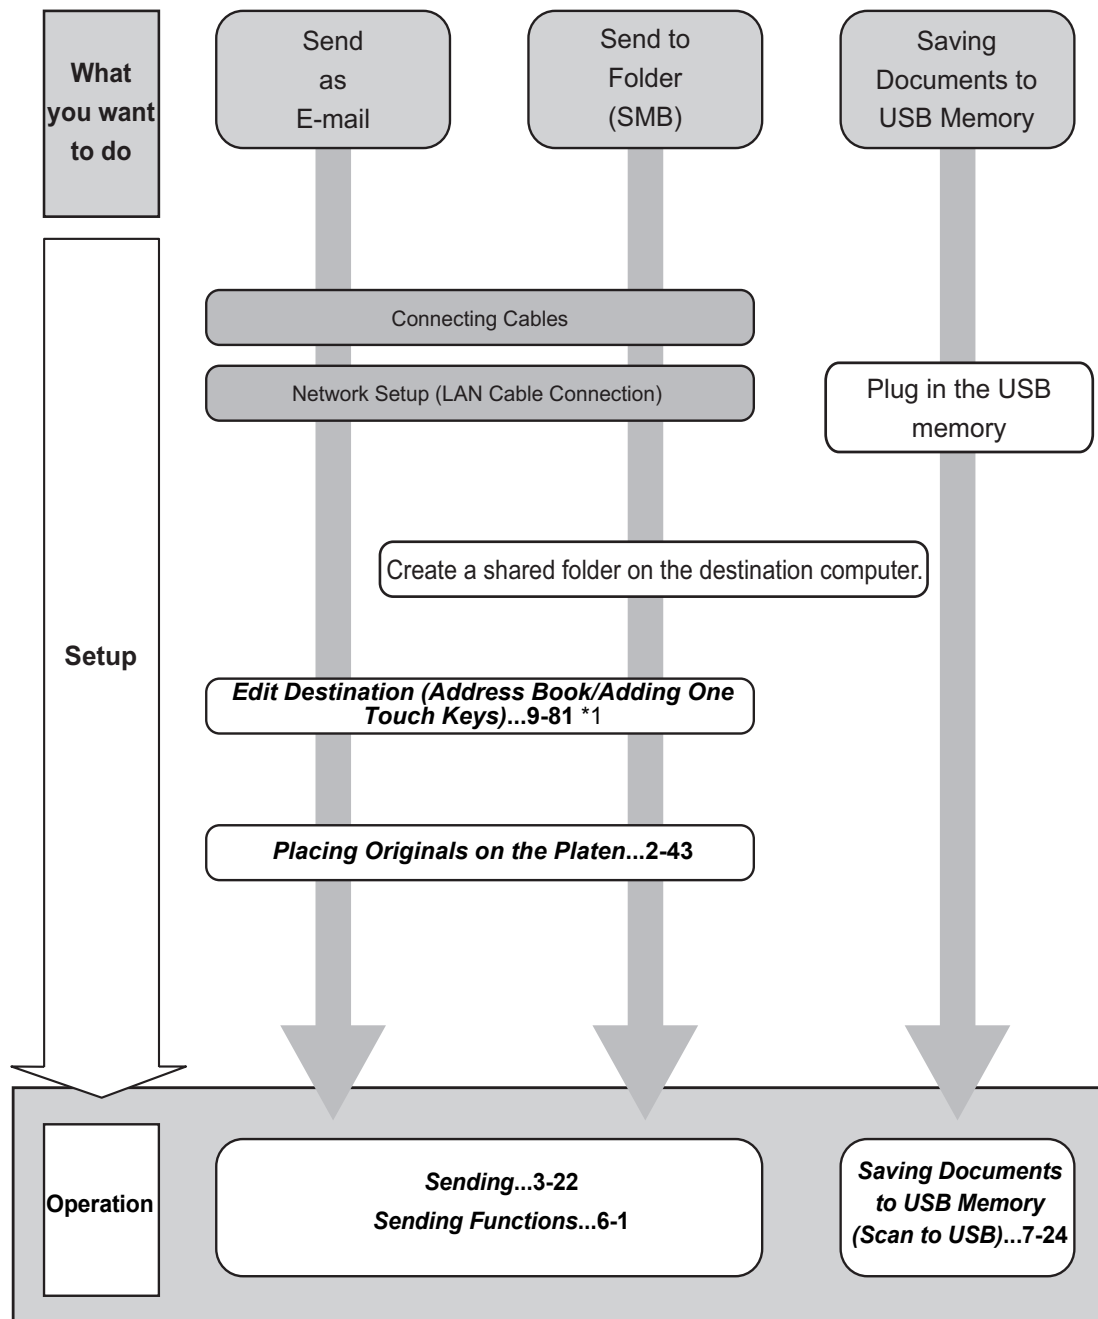 What
you want
to do
Send
as
E-mail
Send to
Folder
(SMB)
Saving
Documents to
USB Memory
Setup
Connecting Cables
Network Setup (LAN Cable Connection)
Plug in the USB
memory
Create a shared folder on the destination computer.
Edit Destination (Address Book/Adding One
Touch Keys)...9-81 *1
Placing Originals on the Platen...2-43
Operation
Sending...3-22
Sending Functions...6-1
Saving Documents
to USB Memory
(Scan to USB)...7-24